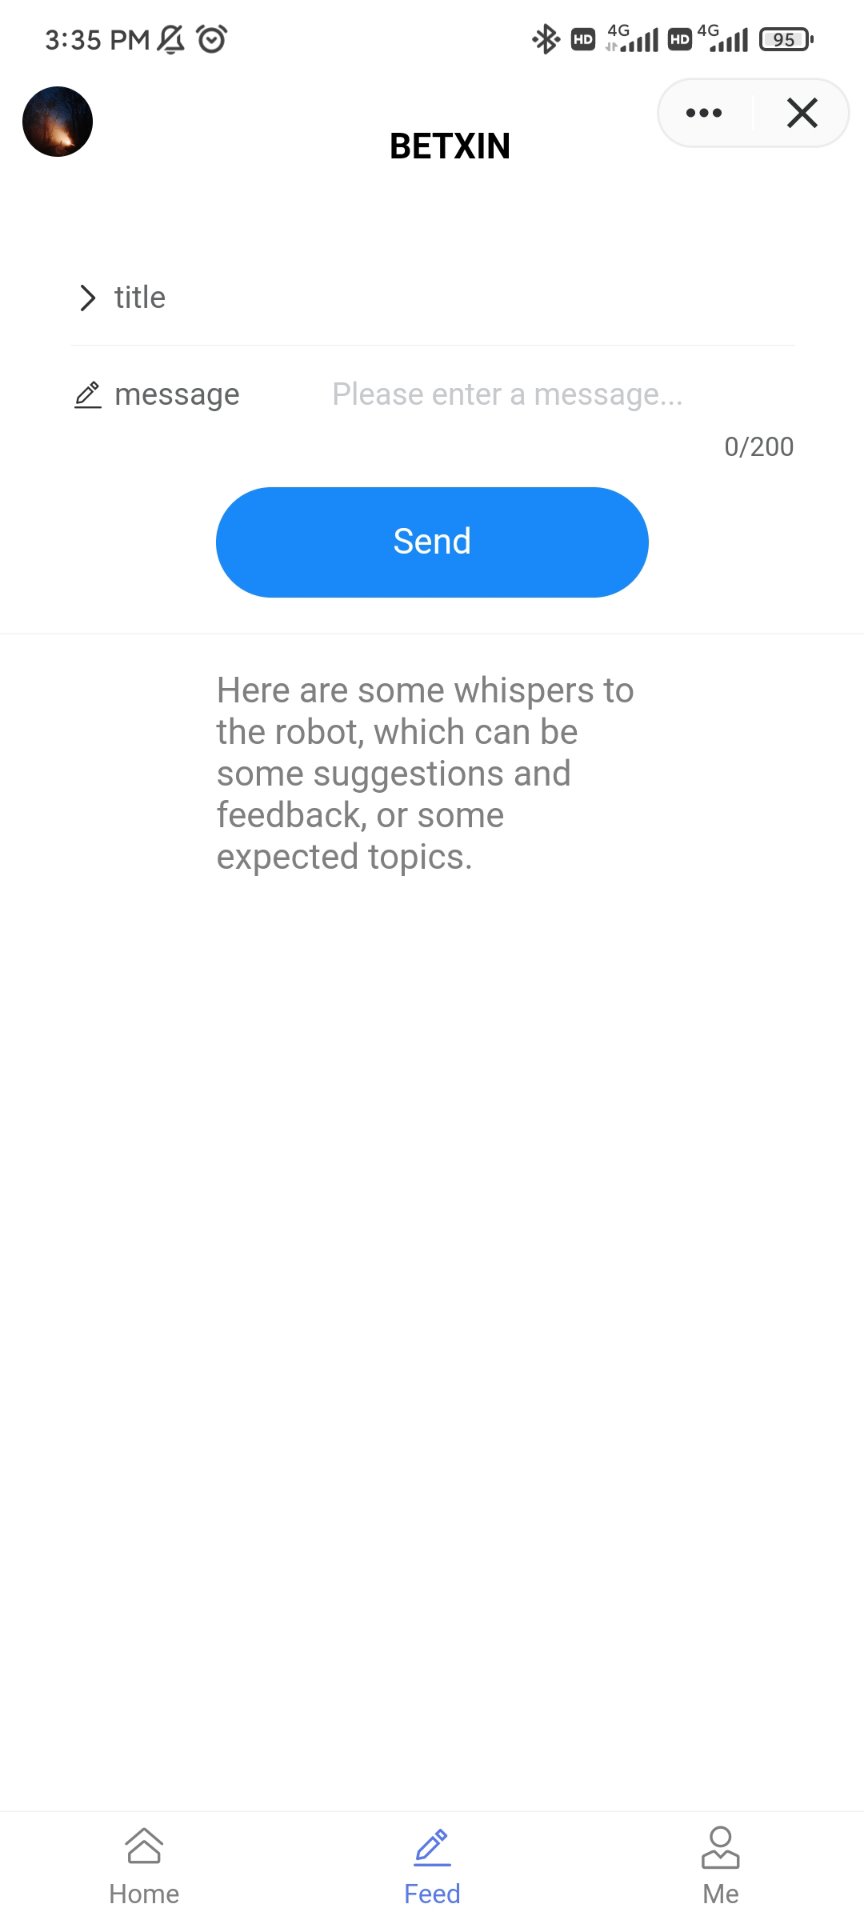 3:35 PM HD 4G HD 4G 95
BETXIN
title
message Please enter a message...
0/200
Send
Here are some whispers to
the robot, which can be
some suggestions and
feedback, or some
expected topics.
Home Feed Me